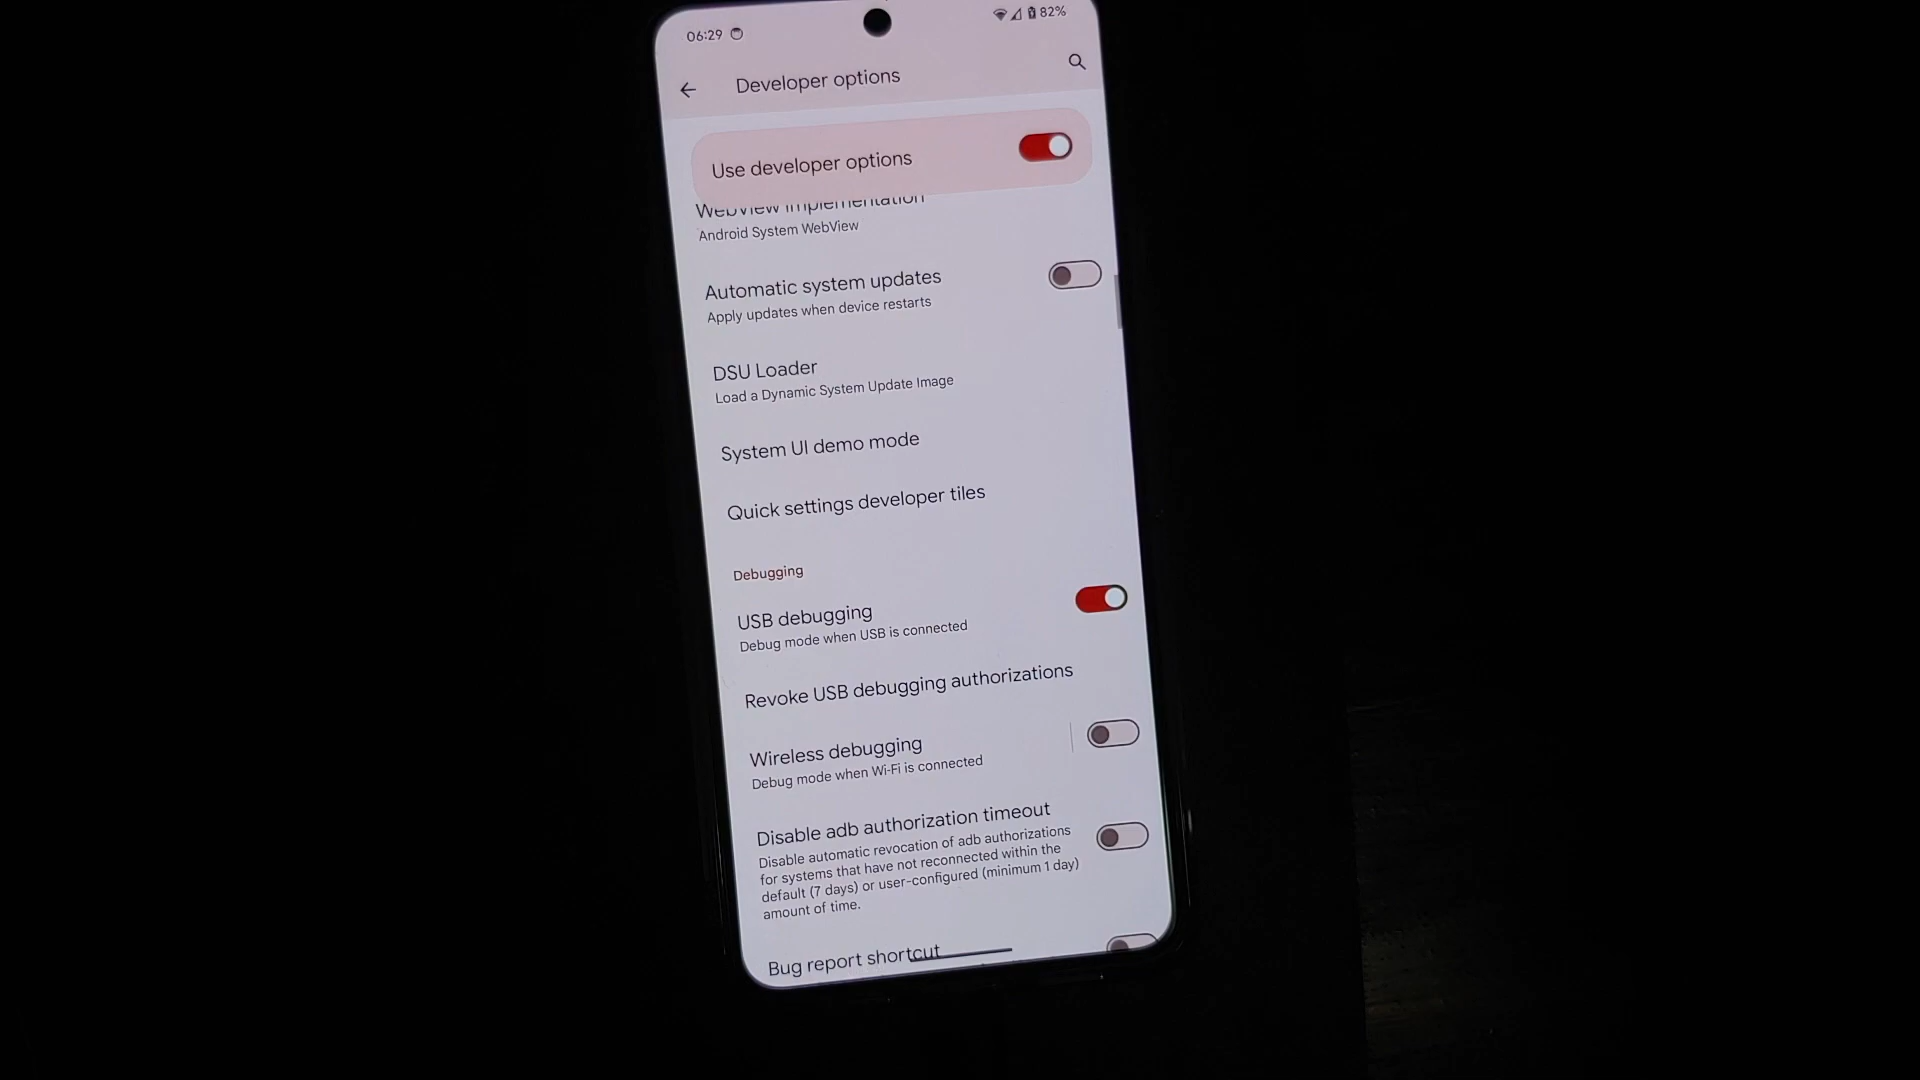 06:29
82%
Developer options
Use developer options
WebView implementation
Android System WebView
Automatic system updates
Apply updates when device restarts
DSU Loader
Load a Dynamic System Update Image
System UI demo mode
Quick settings developer tiles
Debugging
USB debugging
Debug mode when USB is connected
Revoke USB debugging authorizations
Wireless debugging
Debug mode when Wi-Fi is connected
Disable adb authorization timeout
Disable automatic revocation of adb authorizations
for systems that have not reconnected within the
default (7 days) or user-configured (minimum 1 day)
amount of time.
Bug report shortcut